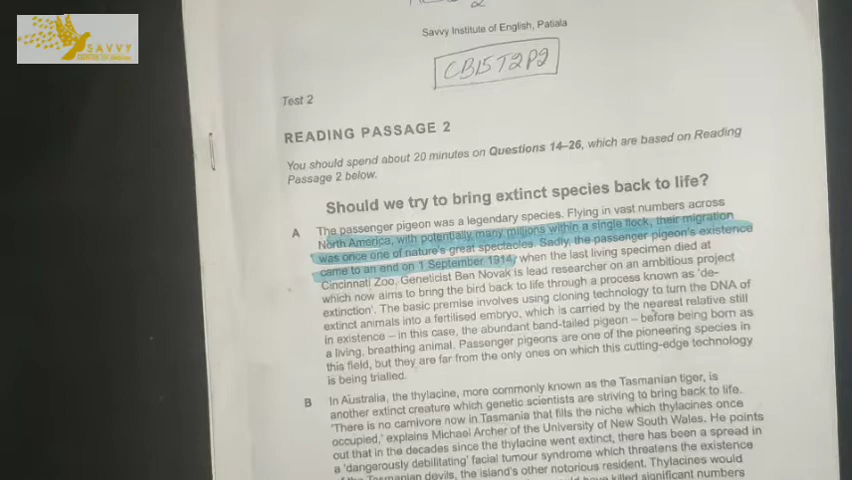 SAVVY
Savvy Institute of English, Patiala
CB15T2P2
Test 2
READING PASSAGE 2
You should spend about 20 minutes on Questions 14–26, which are based on Reading
Passage 2 below.
Should we try to bring extinct species back to life?
A The passenger pigeon was a legendary species. Flying in vast numbers across
North America, with potentially many millions within a single flock, their migration
was once one of nature's great spectacles. Sadly, the passenger pigeon's existence
came to an end on 1 September 1914, when the last living specimen died at
Cincinnati Zoo. Geneticist Ben Novak is lead researcher on an ambitious project
which now aims to bring the bird back to life through a process known as 'de-
extinction'. The basic premise involves using cloning technology to turn the DNA of
extinct animals into a fertilised embryo, which is carried by the nearest relative still
in existence – in this case, the abundant band-tailed pigeon – before being born as
a living, breathing animal. Passenger pigeons are one of the pioneering species in
this field, but they are far from the only ones on which this cutting-edge technology
is being trialled.
B In Australia, the thylacine, more commonly known as the Tasmanian tiger, is
another extinct creature which genetic scientists are striving to bring back to life.
'There is no carnivore now in Tasmania that fills the niche which thylacines once
occupied,' explains Michael Archer of the University of New South Wales. He points
out that in the decades since the thylacine went extinct, there has been a spread in
a 'dangerously debilitating' facial tumour syndrome which threatens the existence
of the Tasmanian devils, the island's other notorious resident. Thylacines would
have killed significant numbers